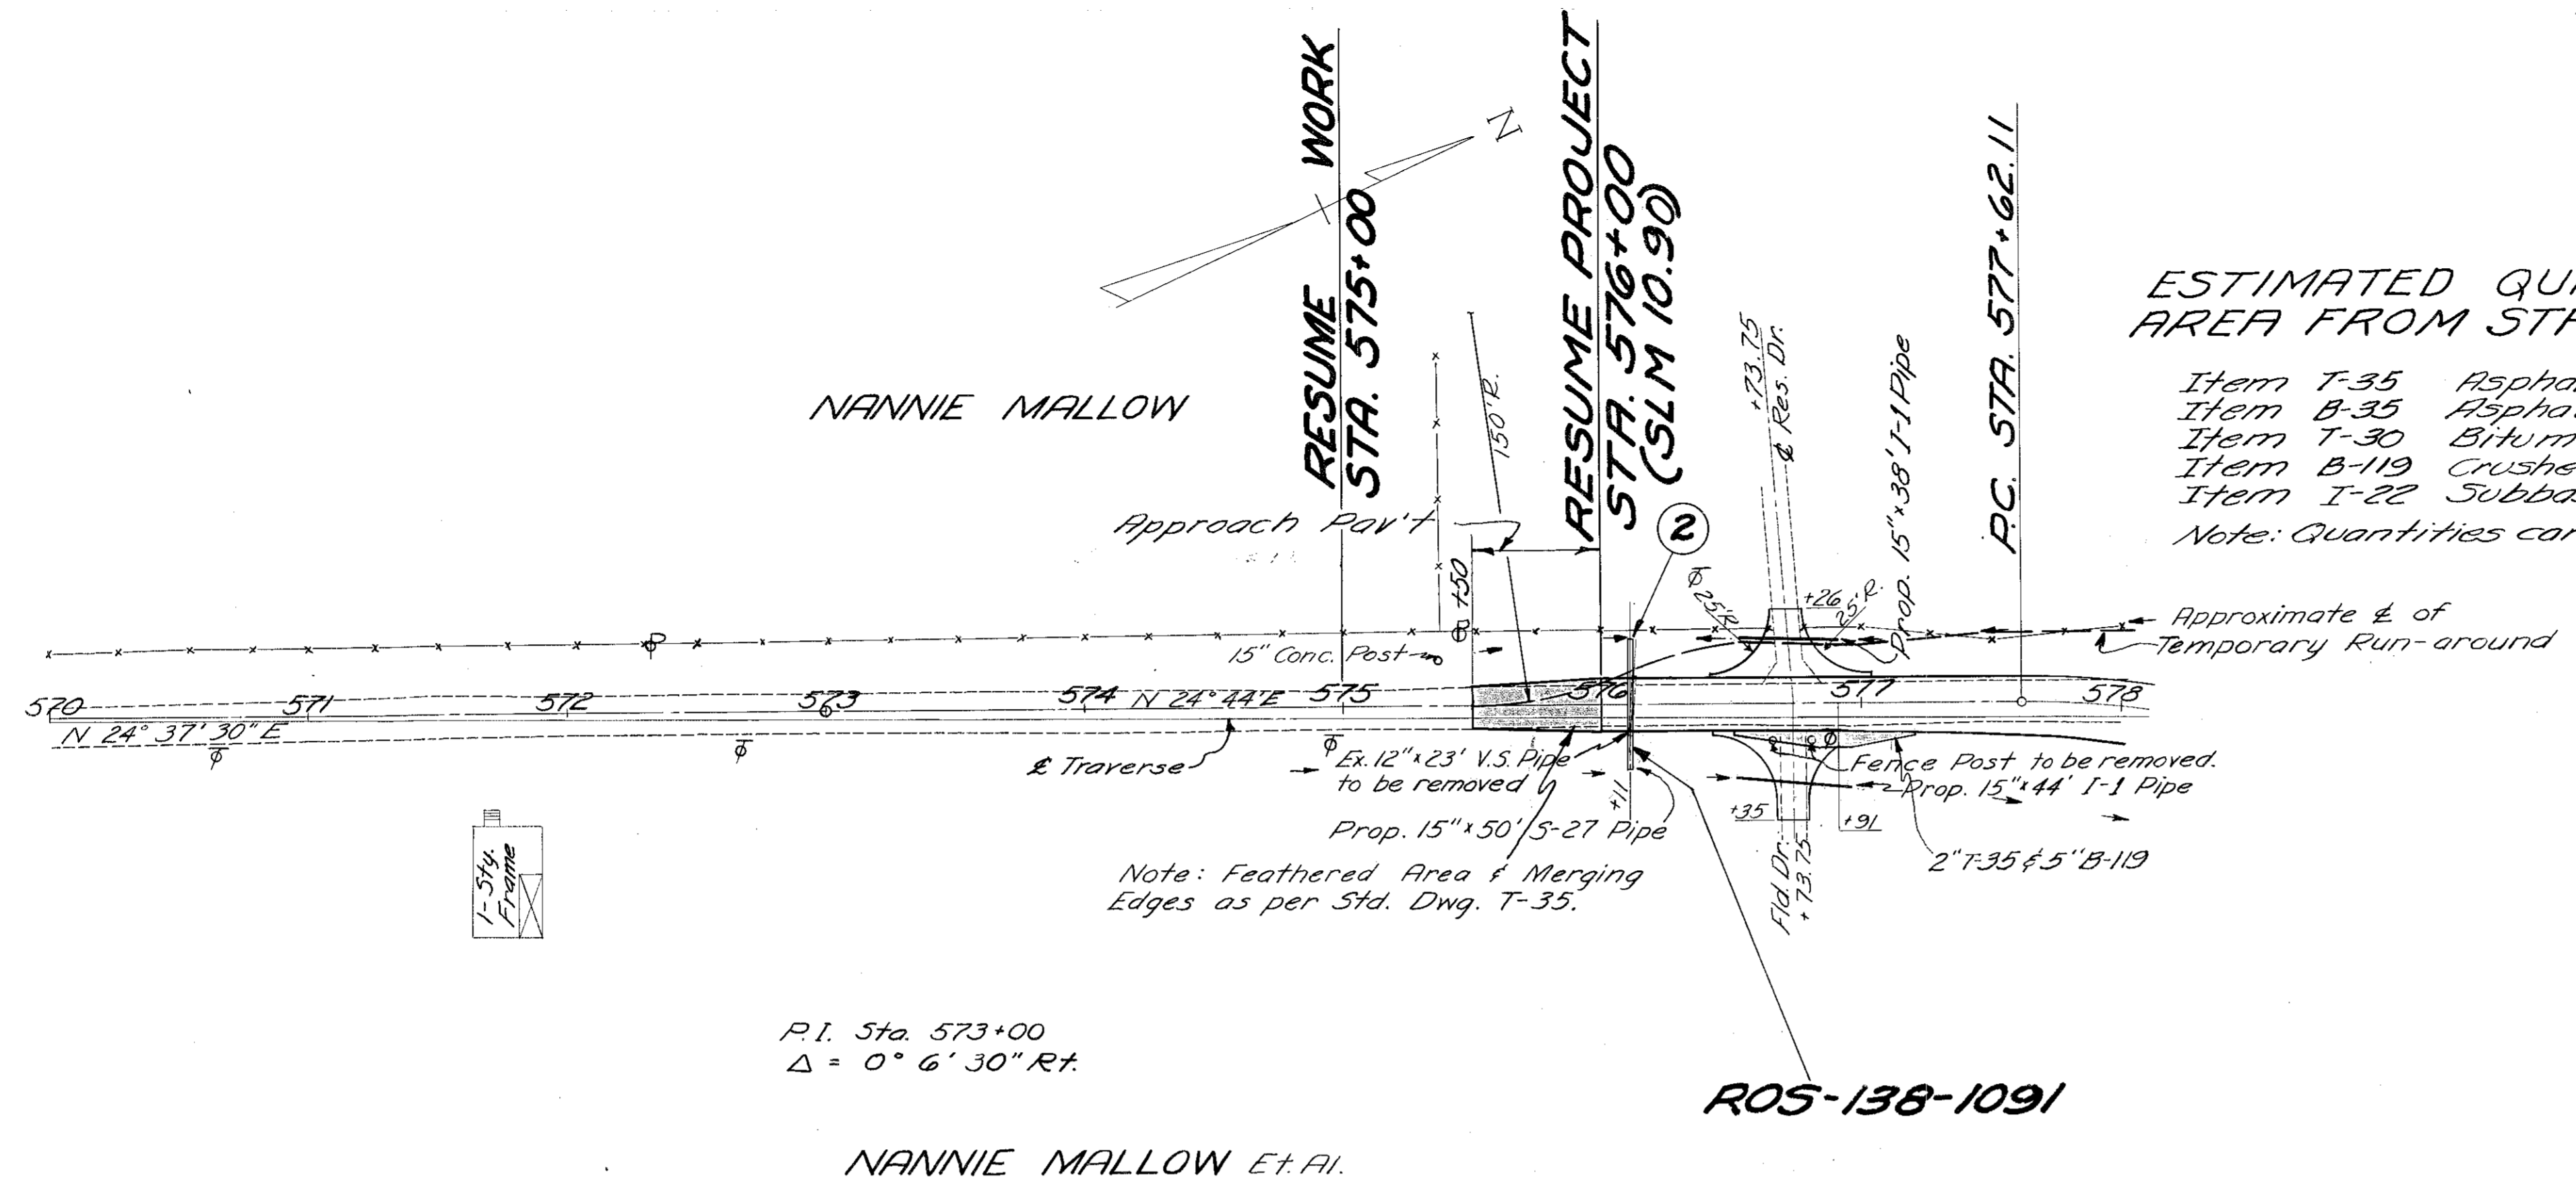 RESUME WORK
STA. 575+00
N
RESUME PROJECT
STA. 576+00
(SLM 10.90)
P.C. STA. 577+62.11
ESTIMATED
AREA FROM
Item T-35
Item B-35
Item T-30
Item B-119
Item I-22
Note: Quantities
NANNIE MALLOW
Approach Pav't
150' R.
+50
2
+73.75
℄ Res. Dr.
Prop. 15"x38' I-1 Pipe
25' R.
+26
25' R.
Approximate ℄ of
Temporary Run-around
15" Conc. Post
570 571 572 573 574 N 24° 44' E 575 576 577 578
N 24° 37' 30" E
℄ Traverse
Ex. 12"x23' V.S. Pipe
to be removed
+11
Prop. 15"x50' S-27 Pipe
Fence Post to be removed.
Prop. 15"x44' I-1 Pipe
+35
+91
Fld. Dr.
+73.75
2" T-35 & 5" B-119
Note: Feathered Area & Merging
Edges as per Std. Dwg. T-35.
1-Sty.
Frame
P.I. Sta. 573+00
Δ = 0° 6' 30" Rt.
ROS-138-1091
NANNIE MALLOW Et. Al.